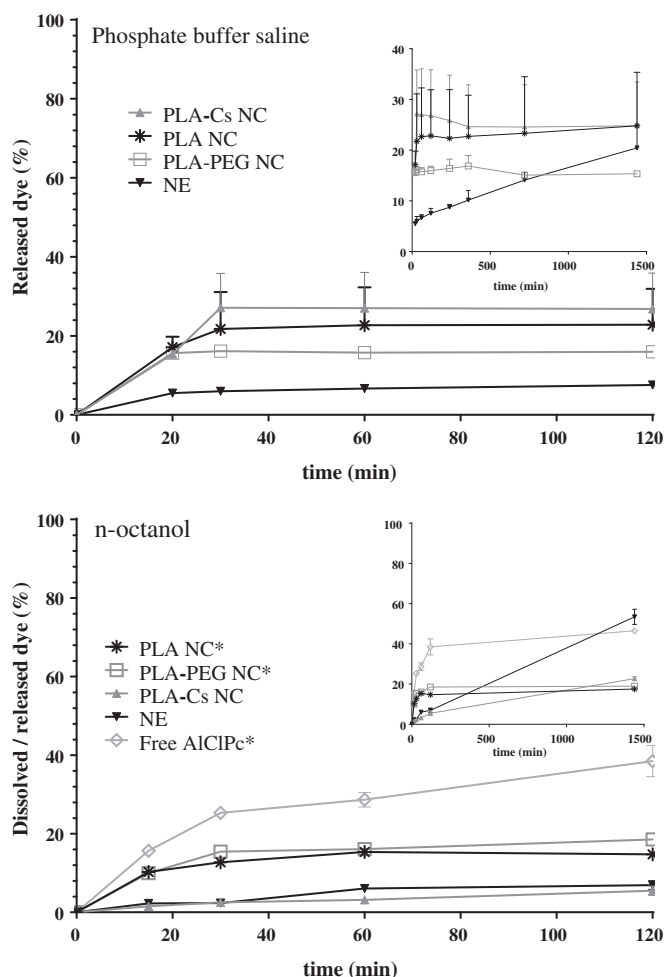 Phosphate buffer saline
PLA-Cs NC
PLA NC
PLA-PEG NC
NE
Released dye (%)
100
80
60
40
20
0
0 20 40 60 80 100 120
time (min)
40
30
20
10
0
0 500 1000 1500
time (min)
n-octanol
PLA NC*
PLA-PEG NC*
PLA-Cs NC
NE
Free AlClPc*
Dissolved / released dye (%)
100
80
60
40
20
0
0 20 40 60 80 100 120
time (min)
100
80
60
40
20
0
0 500 1000 1500
time (min)